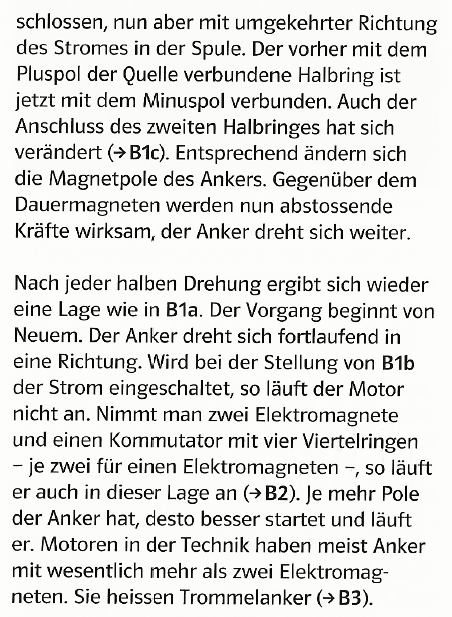 schlossen, nun aber mit umgekehrter Richtung
des Stromes in der Spule. Der vorher mit dem
Pluspol der Quelle verbundene Halbring ist
jetzt mit dem Minuspol verbunden. Auch der
Anschluss des zweiten Halbringes hat sich
verändert (→B1c). Entsprechend ändern sich
die Magnetpole des Ankers. Gegenüber dem
Dauermagneten werden nun abstossende
Kräfte wirksam, der Anker dreht sich weiter.
Nach jeder halben Drehung ergibt sich wieder
eine Lage wie in B1a. Der Vorgang beginnt von
Neuem. Der Anker dreht sich fortlaufend in
eine Richtung. Wird bei der Stellung von B1b
der Strom eingeschaltet, so läuft der Motor
nicht an. Nimmt man zwei Elektromagnete
und einen Kommutator mit vier Viertelringen
– je zwei für einen Elektromagneten –, so läuft
er auch in dieser Lage an (→B2). Je mehr Pole
der Anker hat, desto besser startet und läuft
er. Motoren in der Technik haben meist Anker
mit wesentlich mehr als zwei Elektromag-
neten. Sie heissen Trommelanker (→B3).